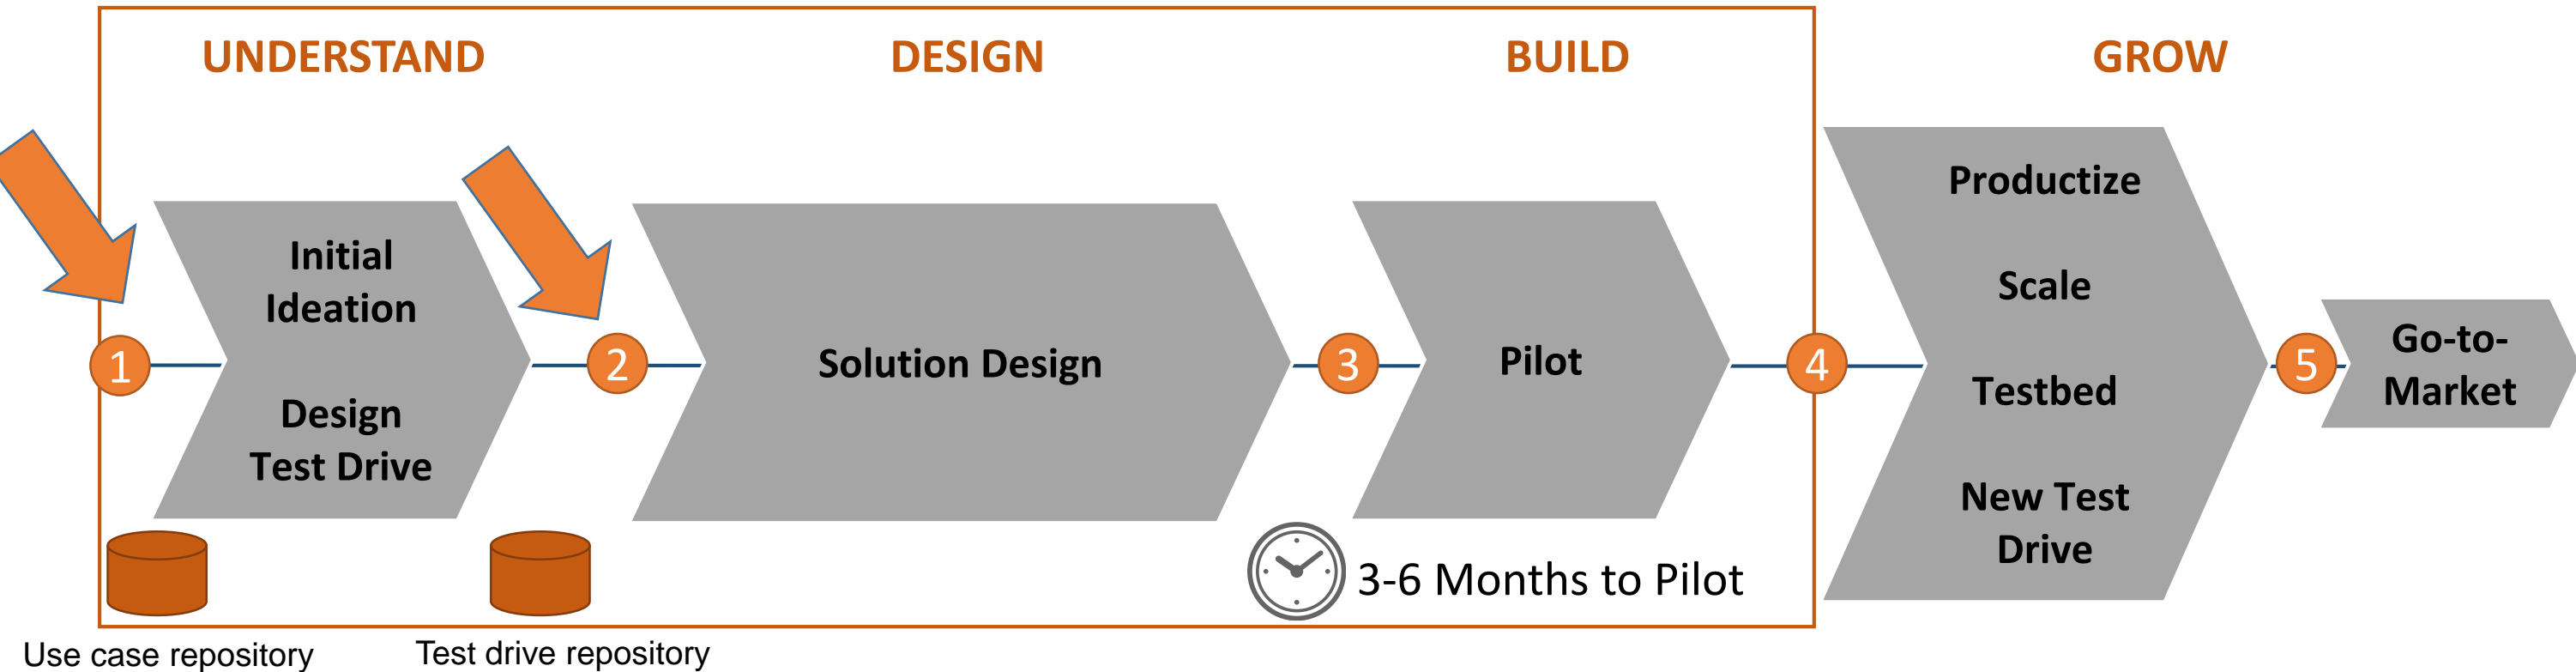 UNDERSTAND
DESIGN
BUILD
GROW
1
Initial
Ideation
Design
Test Drive
2
Solution Design
3
Pilot
4
Productize
Scale
Testbed
New Test
Drive
5
Go-to-
Market
3-6 Months to Pilot
Use case repository
Test drive repository